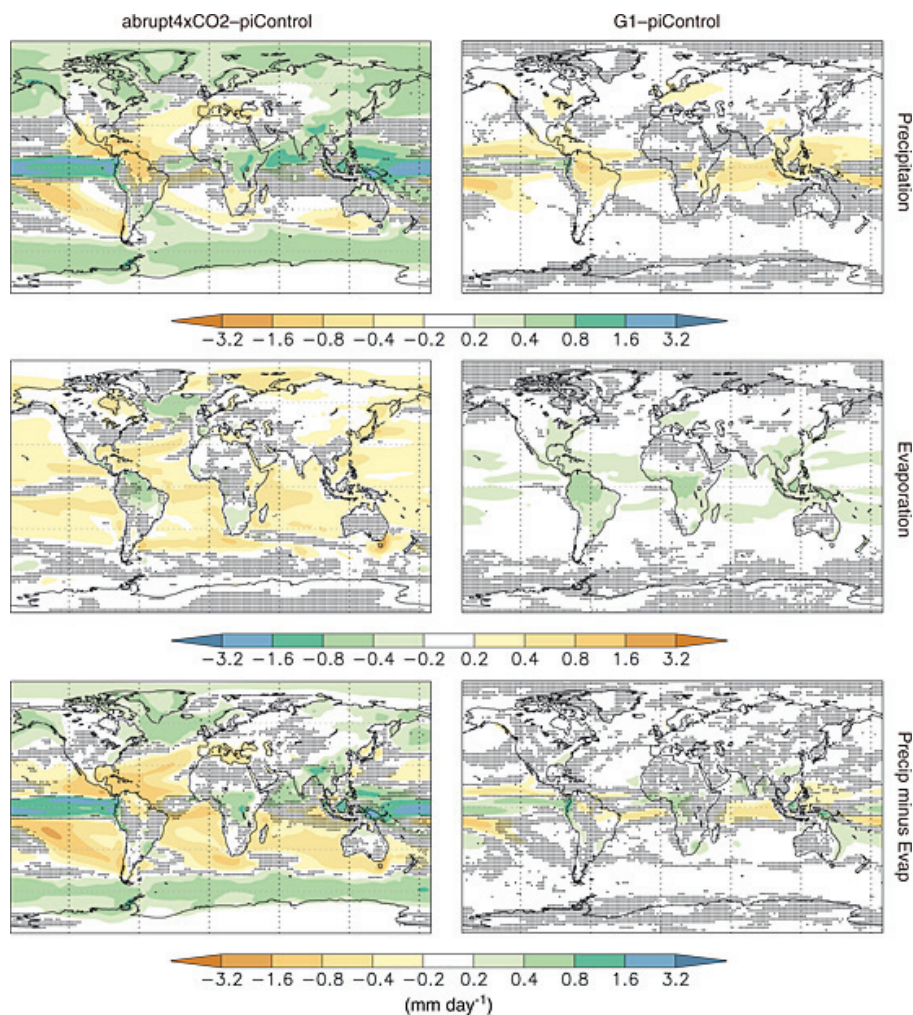 abrupt4xCO2–piControl
G1–piControl
Precipitation
−3.2 −1.6 −0.8 −0.4 −0.2 0.2 0.4 0.8 1.6 3.2
Evaporation
−3.2 −1.6 −0.8 −0.4 −0.2 0.2 0.4 0.8 1.6 3.2
Precip minus Evap
−3.2 −1.6 −0.8 −0.4 −0.2 0.2 0.4 0.8 1.6 3.2
(mm day⁻¹)